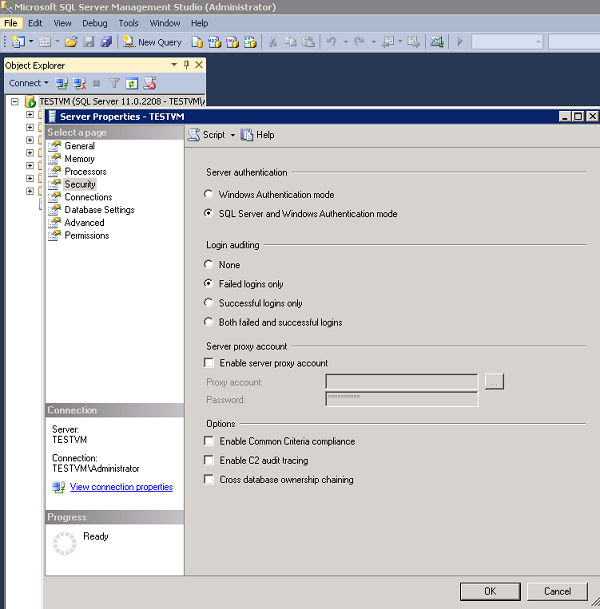 Microsoft SQL Server Management Studio (Administrator)
File Edit View Debug Tools Window Help
New Query
Object Explorer
Connect
TESTVM (SQL Server 11.0.2208 - TESTVM\
Server Properties - TESTVM
Select a page
General
Memory
Processors
Security
Connections
Database Settings
Advanced
Permissions
Script Help
Server authentication
Windows Authentication mode
SQL Server and Windows Authentication mode
Login auditing
None
Failed logins only
Successful logins only
Both failed and successful logins
Server proxy account
Enable server proxy account
Proxy account:
...
Password:
**********
Options
Enable Common Criteria compliance
Enable C2 audit tracing
Cross database ownership chaining
Connection
Server:
TESTVM
Connection:
TESTVM\Administrator
View connection properties
Progress
Ready
OK Cancel